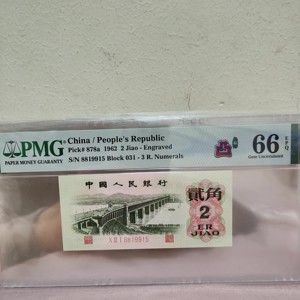 PMG
PAPER MONEY GUARANTY
China / People's Republic
Pick# 878a 1962 2 Jiao - Engraved
S/N 8819915 Block 031 - 3 R. Numerals
66 EPQ
Gem Uncirculated
中国人民银行
贰角
2
ER
JIAO
8819915